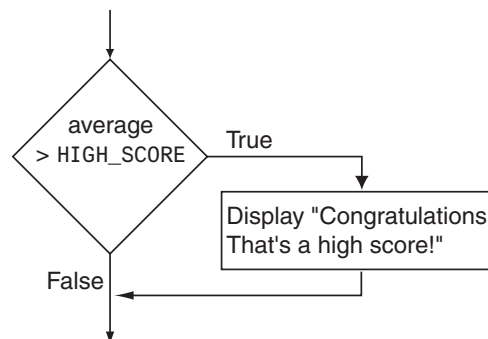 average
> HIGH_SCORE
True
Display "Congratulations
That's a high score!"
False